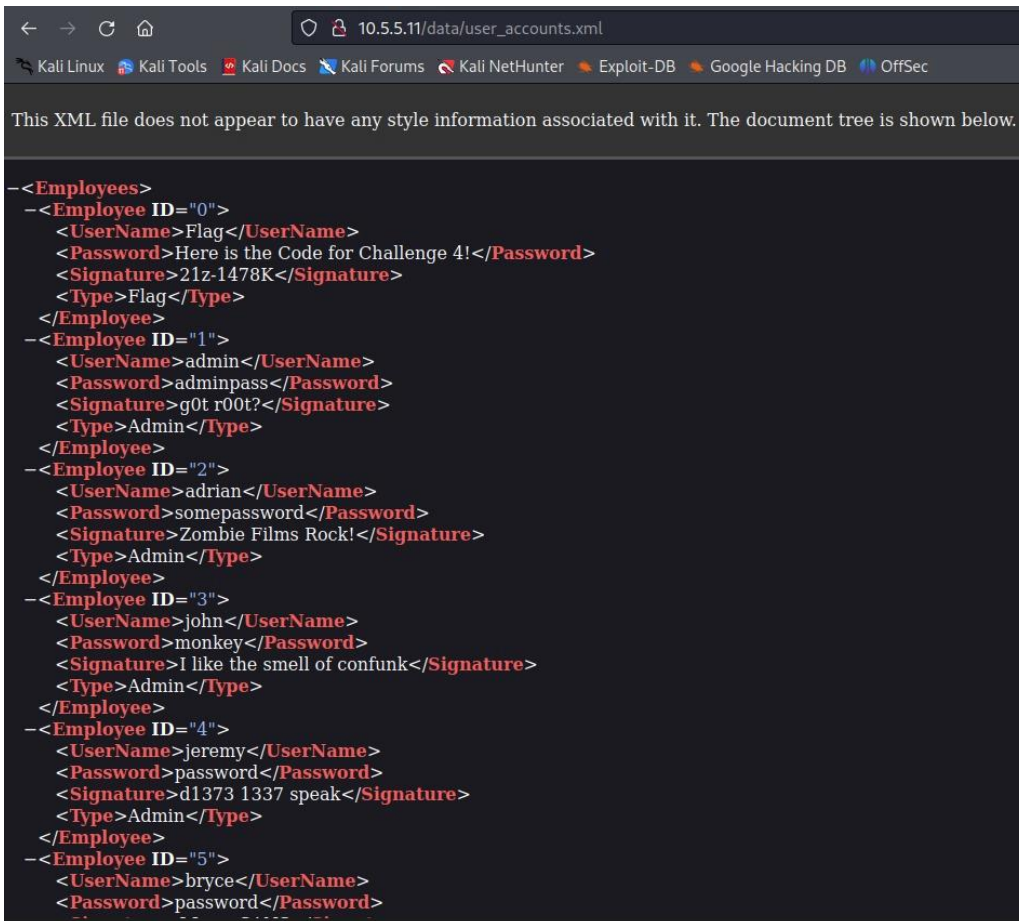 10.5.5.11/data/user_accounts.xml
Kali Linux Kali Tools Kali Docs Kali Forums Kali NetHunter Exploit-DB Google Hacking DB OffSec
This XML file does not appear to have any style information associated with it. The document tree is shown below.
−<Employees>
−<Employee ID="0">
<UserName>Flag</UserName>
<Password>Here is the Code for Challenge 4!</Password>
<Signature>21z-1478K</Signature>
<Type>Flag</Type>
</Employee>
−<Employee ID="1">
<UserName>admin</UserName>
<Password>adminpass</Password>
<Signature>g0t r00t?</Signature>
<Type>Admin</Type>
</Employee>
−<Employee ID="2">
<UserName>adrian</UserName>
<Password>somepassword</Password>
<Signature>Zombie Films Rock!</Signature>
<Type>Admin</Type>
</Employee>
−<Employee ID="3">
<UserName>john</UserName>
<Password>monkey</Password>
<Signature>I like the smell of confunk</Signature>
<Type>Admin</Type>
</Employee>
−<Employee ID="4">
<UserName>jeremy</UserName>
<Password>password</Password>
<Signature>d1373 1337 speak</Signature>
<Type>Admin</Type>
</Employee>
−<Employee ID="5">
<UserName>bryce</UserName>
<Password>password</Password>